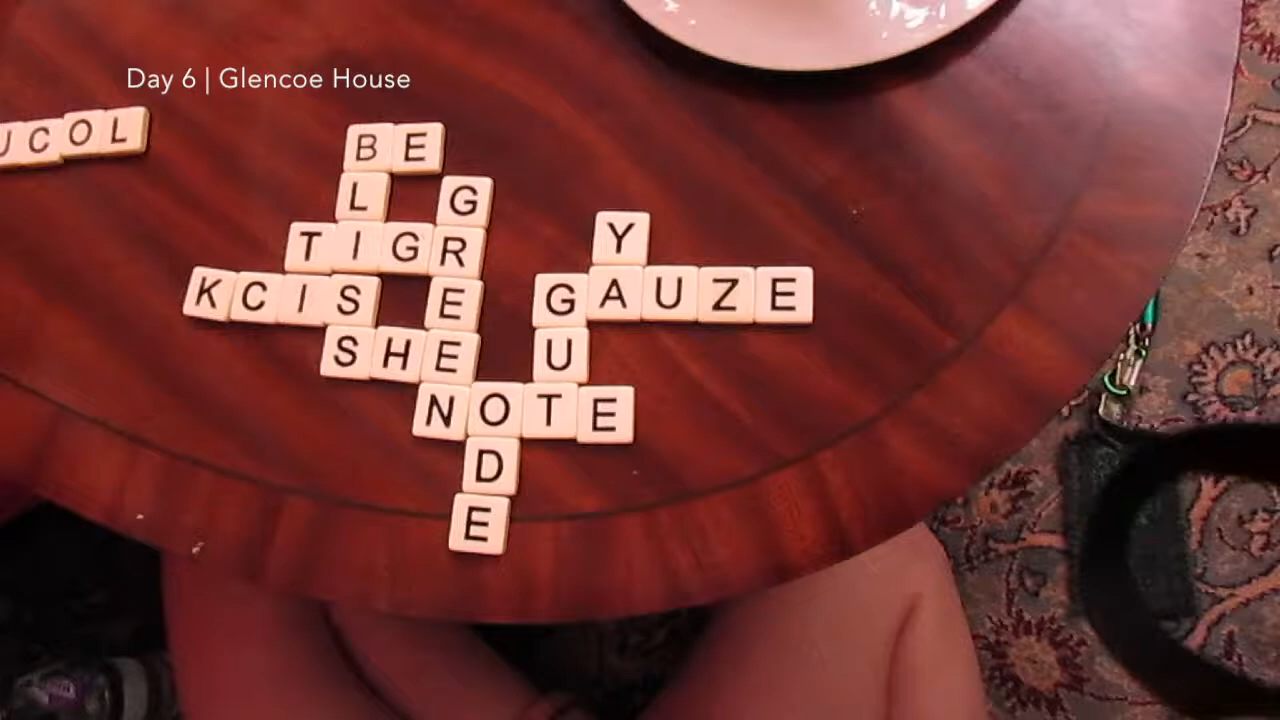 Day 6 | Glencoe House
UCOL
BE
L G
TIGR
Y
KCIS E GAUZE
SHE U
NOTE
D
E